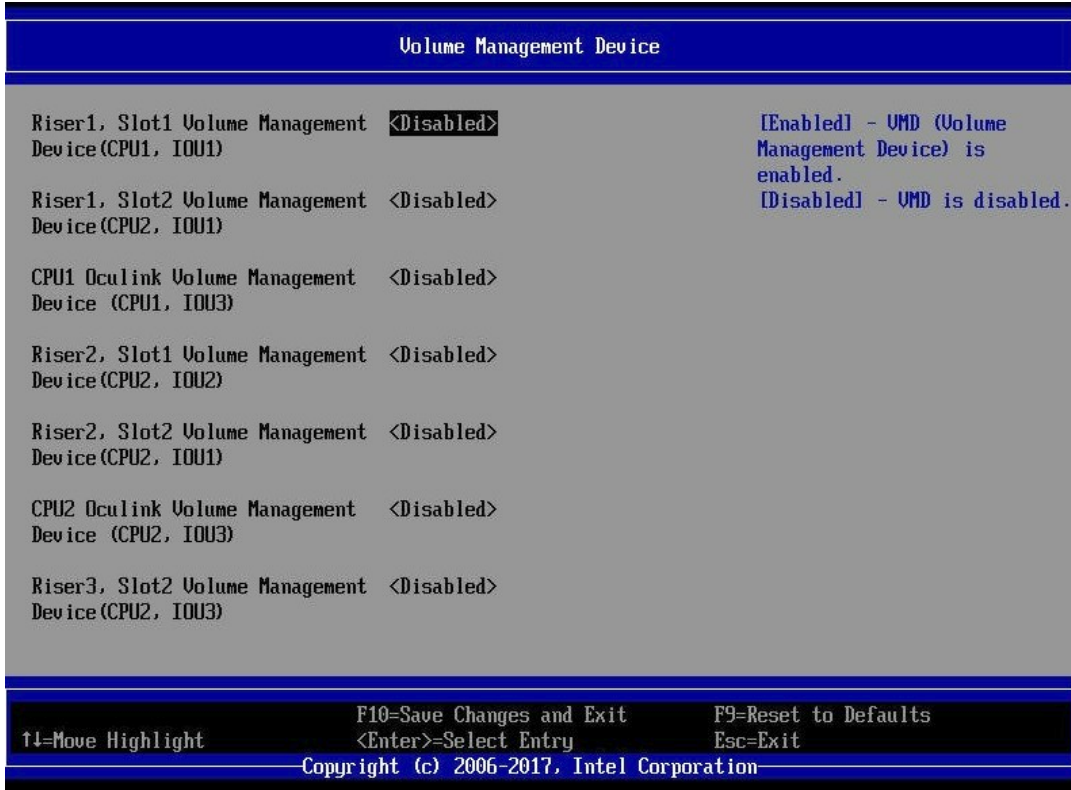 Volume Management Device
Riser1, Slot1 Volume Management <Disabled>
Device(CPU1, IOU1)
Riser1, Slot2 Volume Management <Disabled>
Device(CPU2, IOU1)
CPU1 Oculink Volume Management <Disabled>
Device (CPU1, IOU3)
Riser2, Slot1 Volume Management <Disabled>
Device(CPU2, IOU2)
Riser2, Slot2 Volume Management <Disabled>
Device(CPU2, IOU1)
CPU2 Oculink Volume Management <Disabled>
Device (CPU2, IOU3)
Riser3, Slot2 Volume Management <Disabled>
Device(CPU2, IOU3)
[Enabled] - VMD (Volume
Management Device) is
enabled.
[Disabled] - VMD is disabled.
F10=Save Changes and Exit F9=Reset to Defaults
↑↓=Move Highlight <Enter>=Select Entry Esc=Exit
Copyright (c) 2006-2017, Intel Corporation